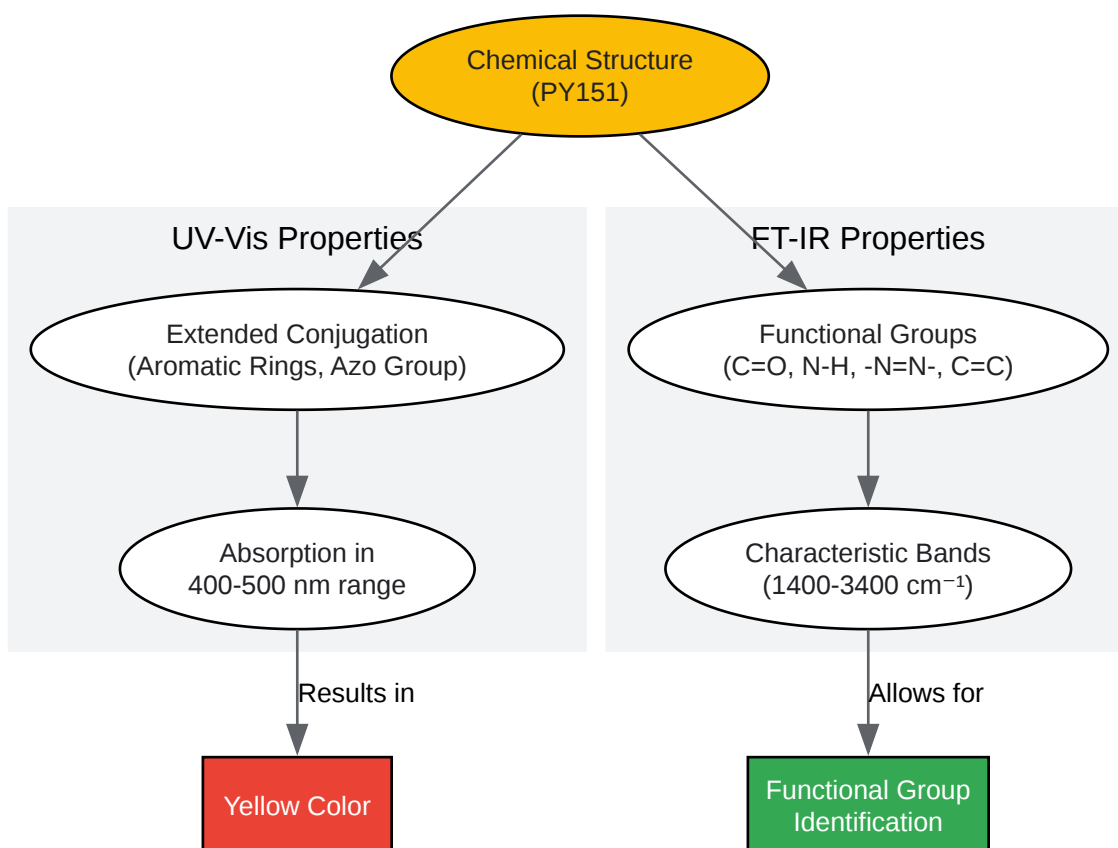 Chemical Structure
(PY151)
UV-Vis Properties
FT-IR Properties
Extended Conjugation
(Aromatic Rings, Azo Group)
Functional Groups
(C=O, N-H, -N=N-, C=C)
Absorption in
400-500 nm range
Characteristic Bands
(1400-3400 cm⁻¹)
Results in
Allows for
Yellow Color
Functional Group
Identification